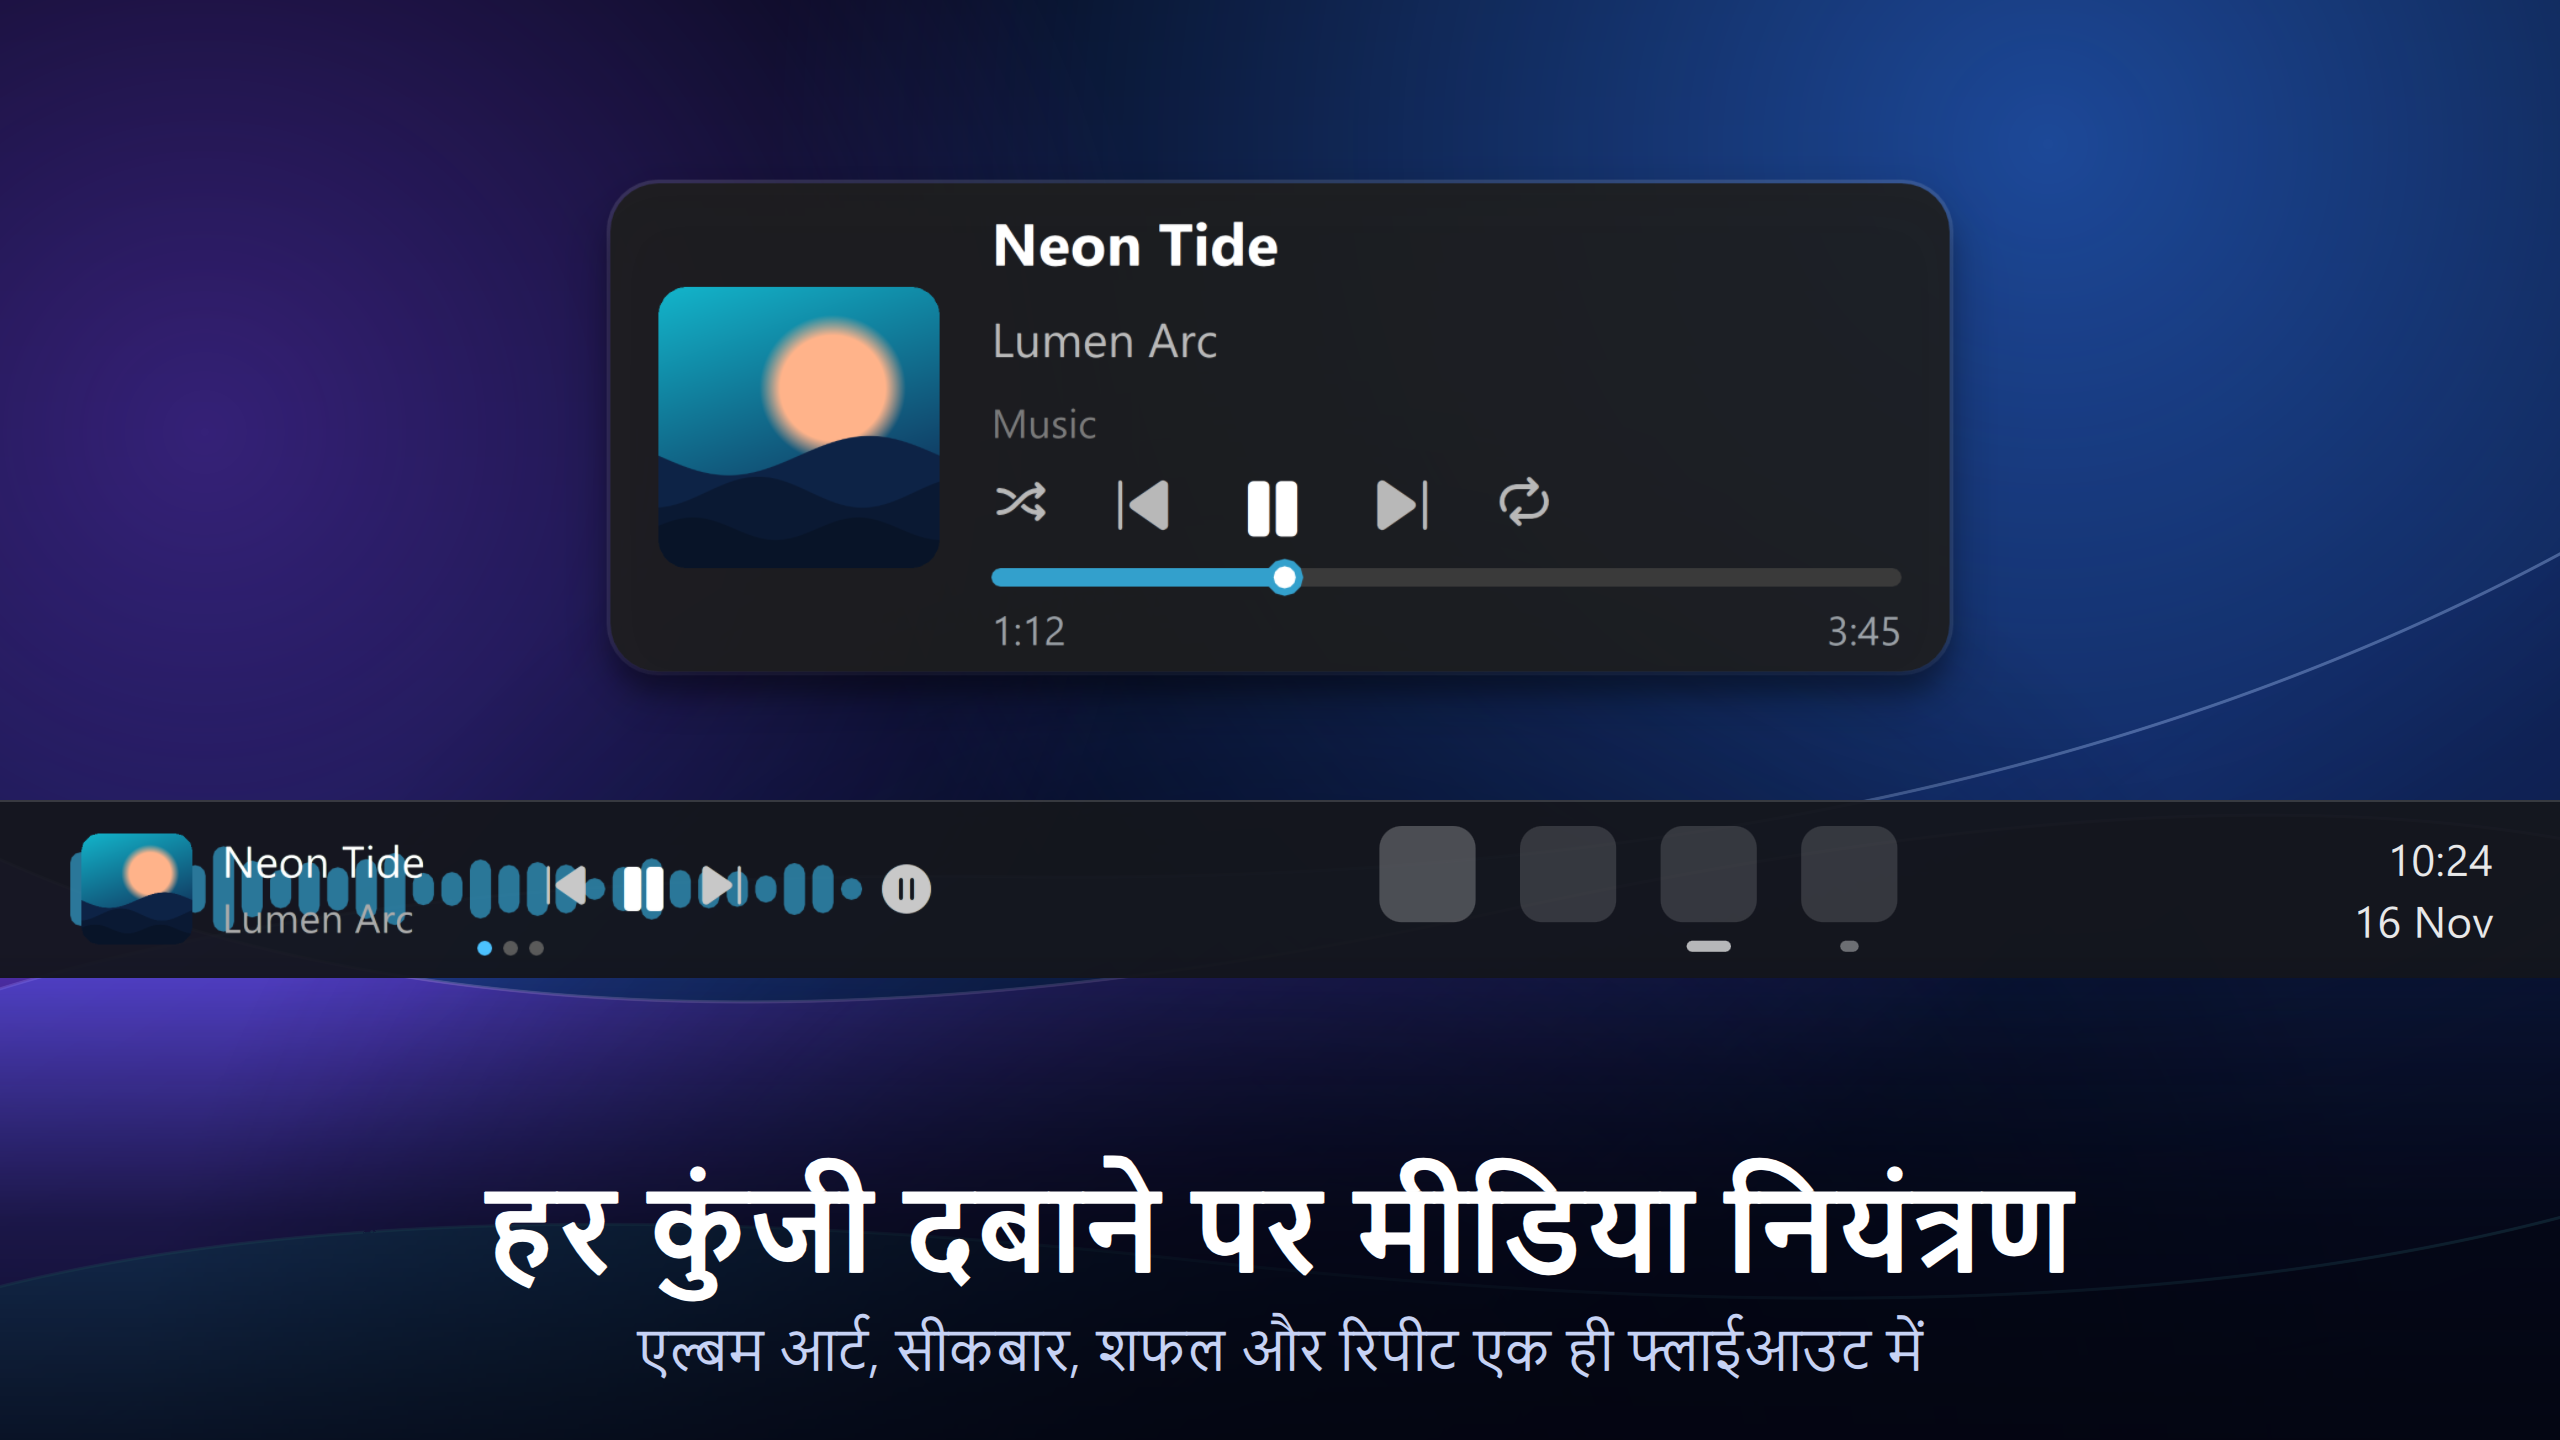 Neon Tide
Lumen Arc
Music
1:12 3:45
Neon Tide
Lumen Arc
10:24
16 Nov
हर कुंजी दबाने पर मीडिया नियंत्रण
एल्बम आर्ट, सीकबार, शफल और रिपीट एक ही फ्लाईआउट में